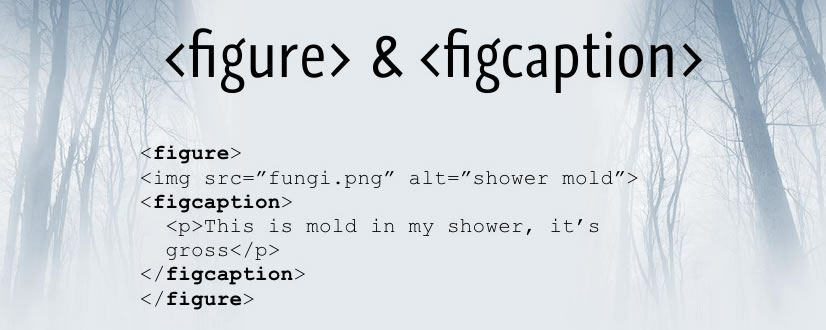 <figure> & <figcaption>
<figure>
<img src=”fungi.png” alt=”shower mold”>
<figcaption>
<p>This is mold in my shower, it’s
gross</p>
</figcaption>
</figure>